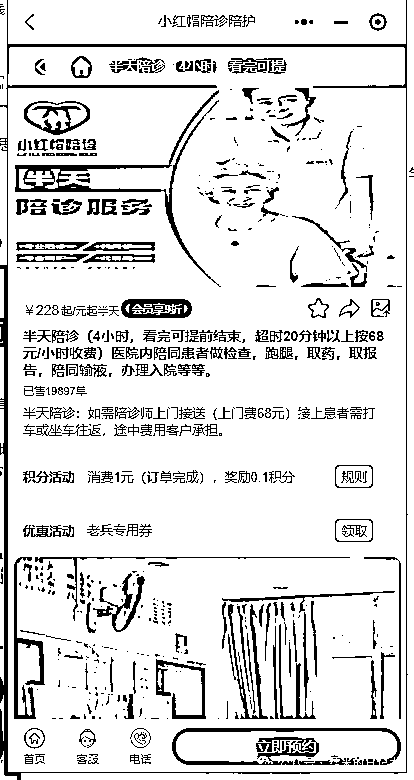 小红帽陪诊陪护
半天陪诊 4小时 看完可提
小红帽陪诊
半天
陪诊服务
￥228起/元起半天 会员享9折
半天陪诊（4小时，看完可提前结束，超时20分钟以上按68
元/小时收费）医院内陪同患者做检查，跑腿，取药，取报
告，陪同输液，办理入院等等。
已售19897单
半天陪诊：如需陪诊师上门接送（上门费68元）接上患者需打
车或坐车往返，途中费用客户承担。
积分活动 消费1元（订单完成），奖励0.1积分 规则
优惠活动 老兵专用券 领取
首页 客服 电话 立即预约